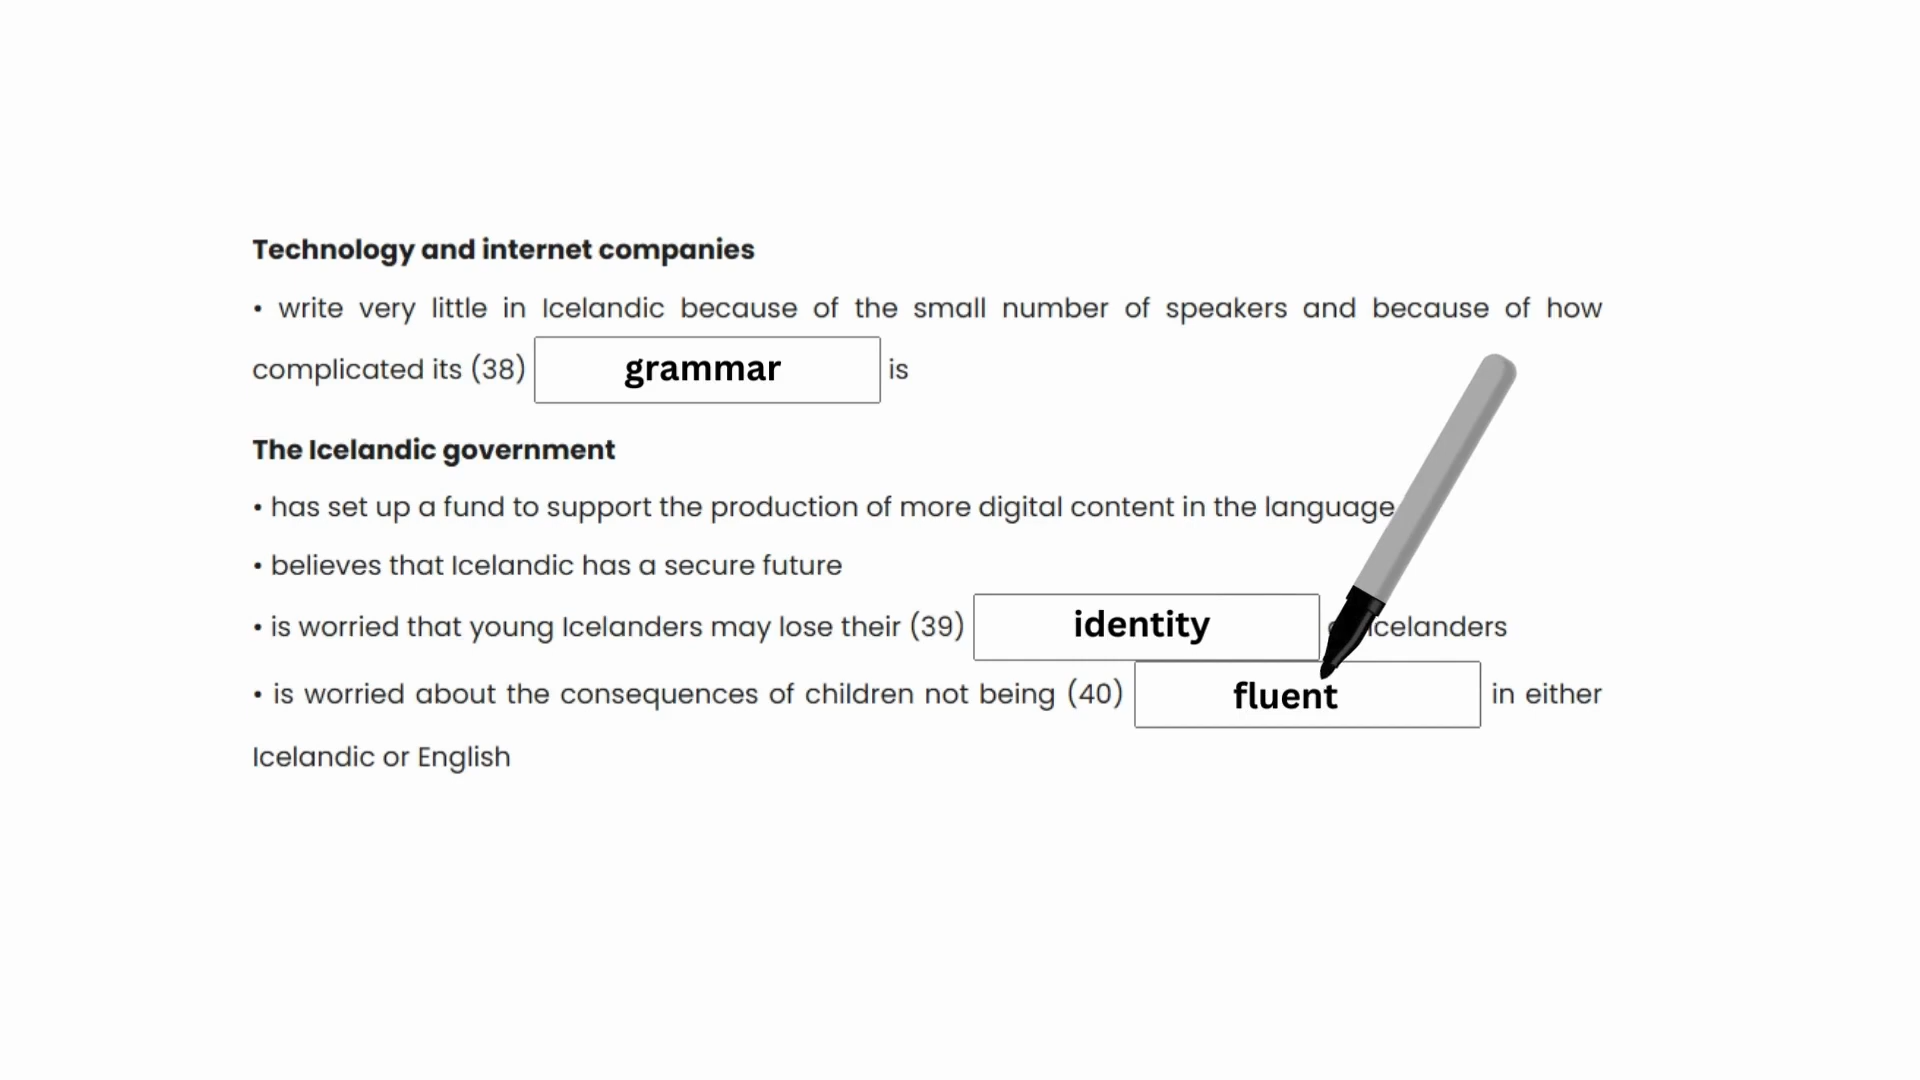 Technology and internet companies
• write very little in Icelandic because of the small number of speakers and because of how
complicated its (38) grammar is
The Icelandic government
• has set up a fund to support the production of more digital content in the language
• believes that Icelandic has a secure future
• is worried that young Icelanders may lose their (39) identity Icelanders
• is worried about the consequences of children not being (40) fluent in either
Icelandic or English